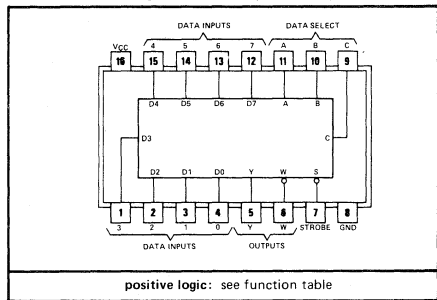 DATA INPUTS DATA SELECT
VCC 4 5 6 7 A B C
16 15 14 13 12 11 10 9
D4 D5 D6 D7 A B
D3 C
D2 D1 D0 Y W S
1 2 3 4 5 6 7 8
3 2 1 0 Y W STROBE GND
DATA INPUTS OUTPUTS
positive logic: see function table